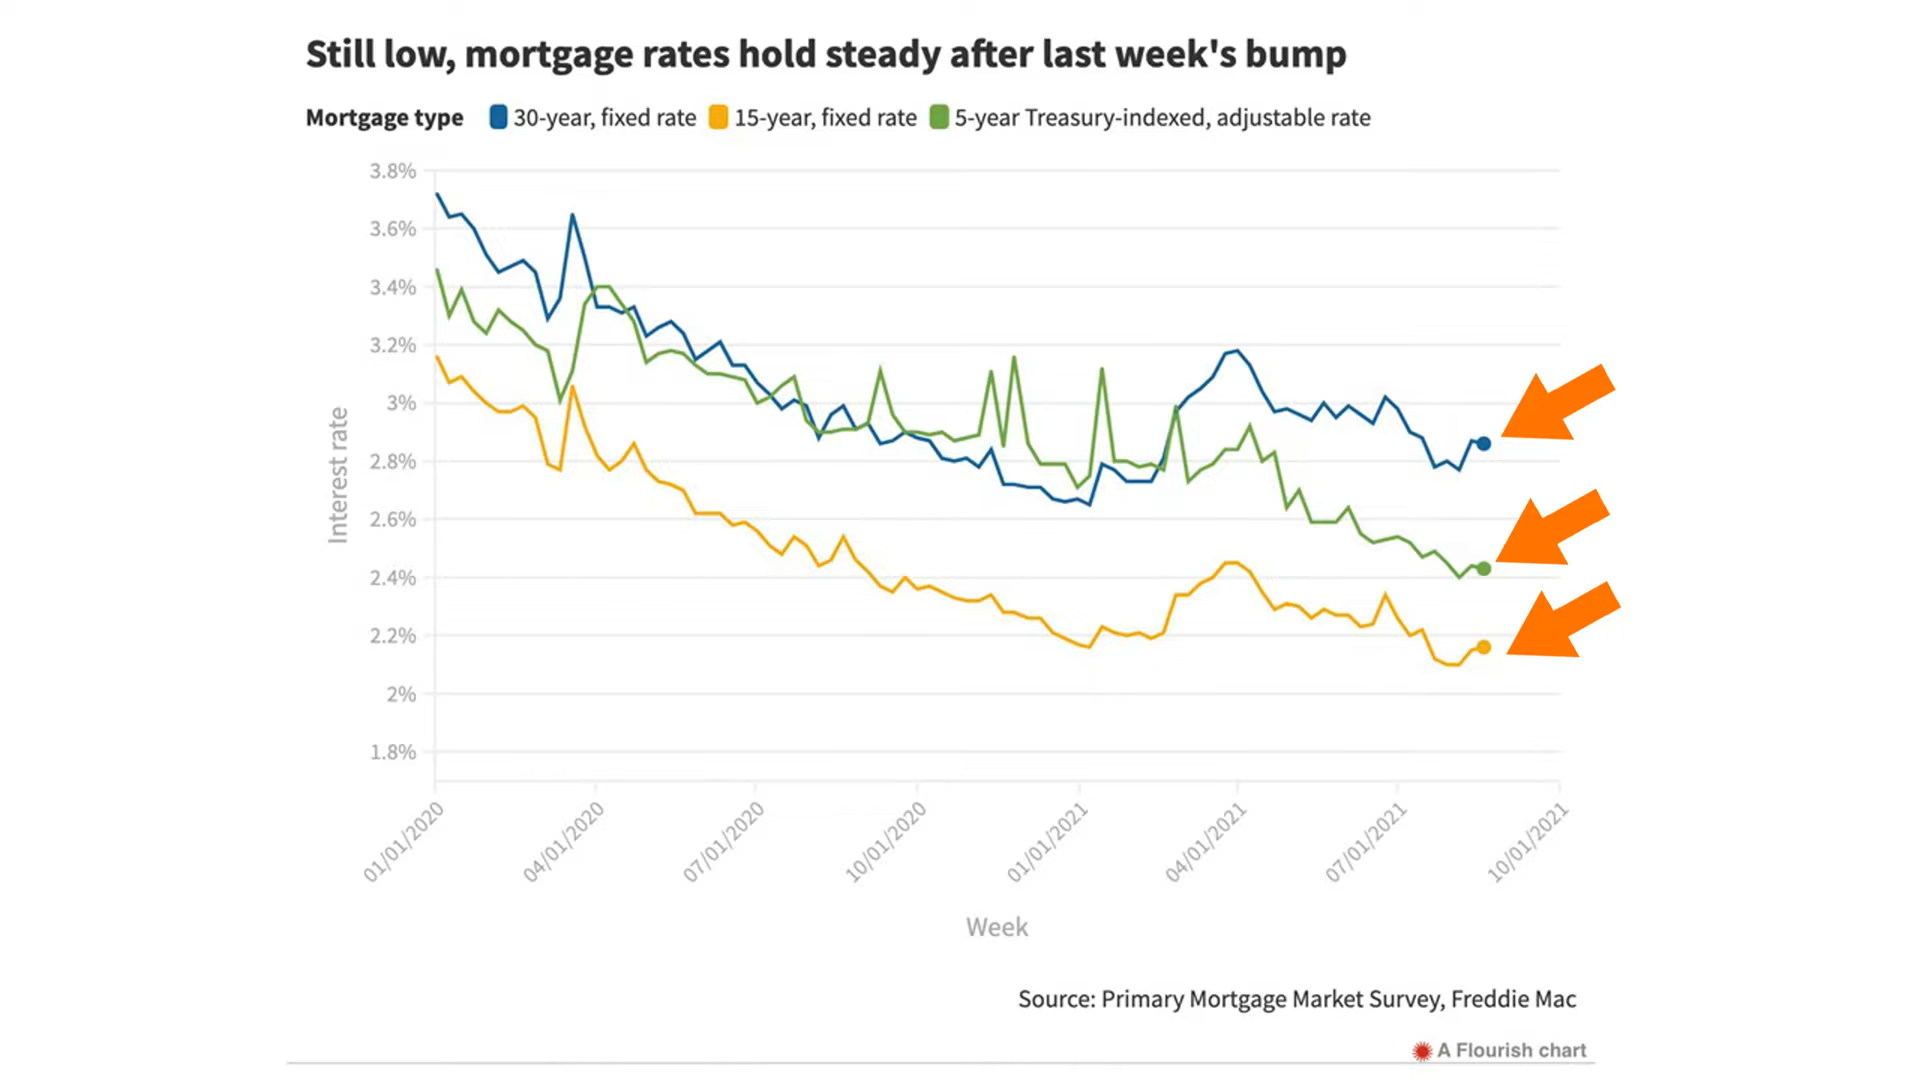 Still low, mortgage rates hold steady after last week's bump
Mortgage type 30-year, fixed rate 15-year, fixed rate 5-year Treasury-indexed, adjustable rate
3.8%
3.6%
3.4%
3.2%
3%
2.8%
2.6%
2.4%
2.2%
2%
1.8%
Interest rate
01/01/2020 04/01/2020 07/01/2020 10/01/2020 01/01/2021 04/01/2021 07/01/2021 10/01/2021
Week
Source: Primary Mortgage Market Survey, Freddie Mac
A Flourish chart